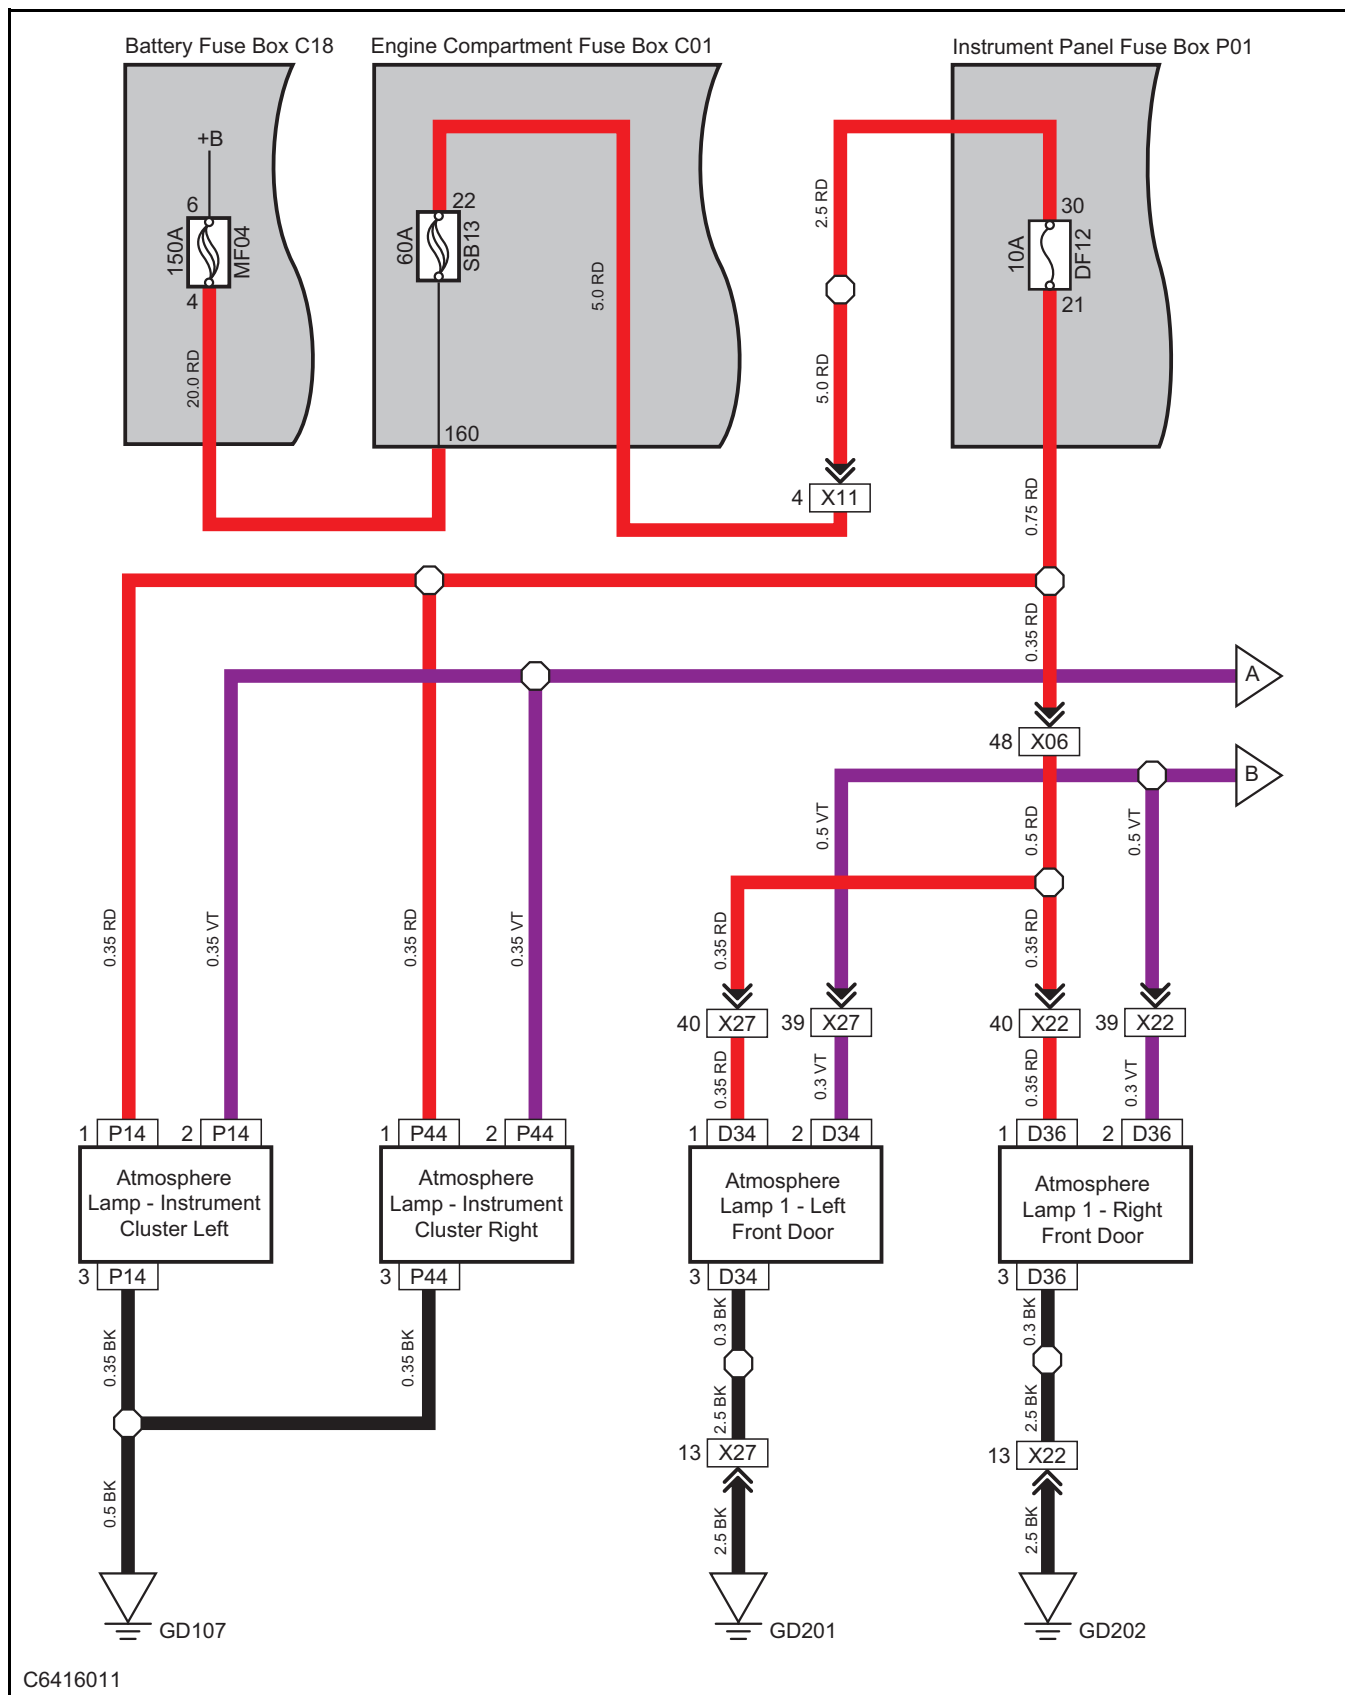 Battery Fuse Box C18
Engine Compartment Fuse Box C01
Instrument Panel Fuse Box P01
+B
6
150A
MF04
4
20.0 RD
22
60A
SB13
5.0 RD
160
2.5 RD
5.0 RD
4 X11
30
10A
DF12
21
0.75 RD
0.35 RD
A
48 X06
B
0.5 VT
0.5 RD
0.5 VT
0.35 RD
0.35 VT
0.35 RD
0.35 VT
0.35 RD
0.35 RD
40 X27
39 X27
40 X22
39 X22
0.35 RD
0.3 VT
0.35 RD
0.3 VT
1 P14
2 P14
1 P44
2 P44
1 D34
2 D34
1 D36
2 D36
Atmosphere
Lamp - Instrument
Cluster Left
Atmosphere
Lamp - Instrument
Cluster Right
Atmosphere
Lamp 1 - Left
Front Door
Atmosphere
Lamp 1 - Right
Front Door
3 P14
3 P44
3 D34
3 D36
0.35 BK
0.35 BK
0.3 BK
0.3 BK
2.5 BK
2.5 BK
13 X27
13 X22
0.5 BK
2.5 BK
2.5 BK
GD107
GD201
GD202
C6416011